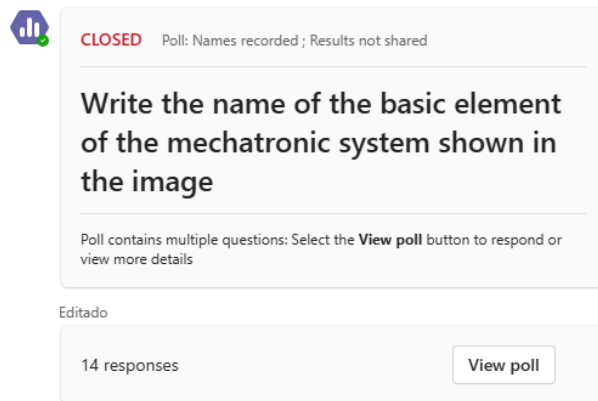 CLOSED Poll: Names recorded ; Results not shared
Write the name of the basic element
of the mechatronic system shown in
the image
Poll contains multiple questions: Select the View poll button to respond or
view more details
Editado
14 responses View poll